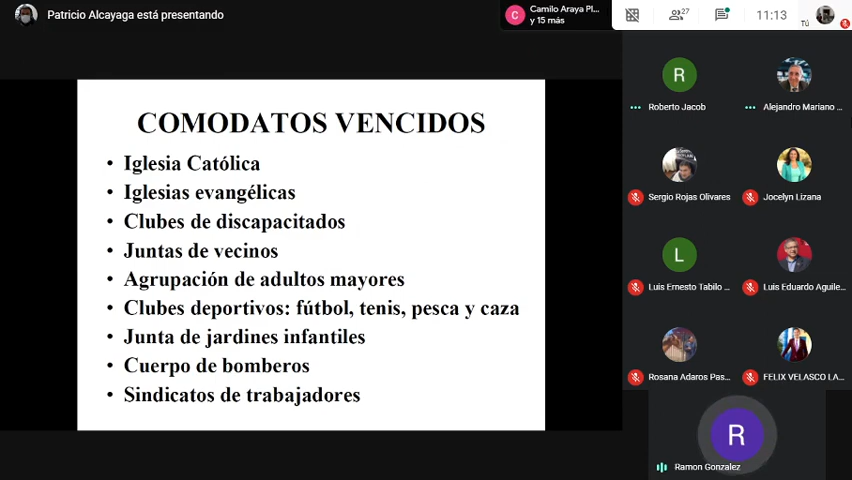 Patricio Alcayaga está presentando
C
Camilo Araya Pl...
y 15 más
27
11:13
Tú
COMODATOS VENCIDOS
• Iglesia Católica
• Iglesias evangélicas
• Clubes de discapacitados
• Juntas de vecinos
• Agrupación de adultos mayores
• Clubes deportivos: fútbol, tenis, pesca y caza
• Junta de jardines infantiles
• Cuerpo de bomberos
• Sindicatos de trabajadores
R
Roberto Jacob
Alejandro Mariano ...
Sergio Rojas Olivares
Jocelyn Lizana
L
Luis Ernesto Tabilo ...
Luis Eduardo Aguile...
Rosana Adaros Pas...
FELIX VELASCO LA...
R
Ramon Gonzalez